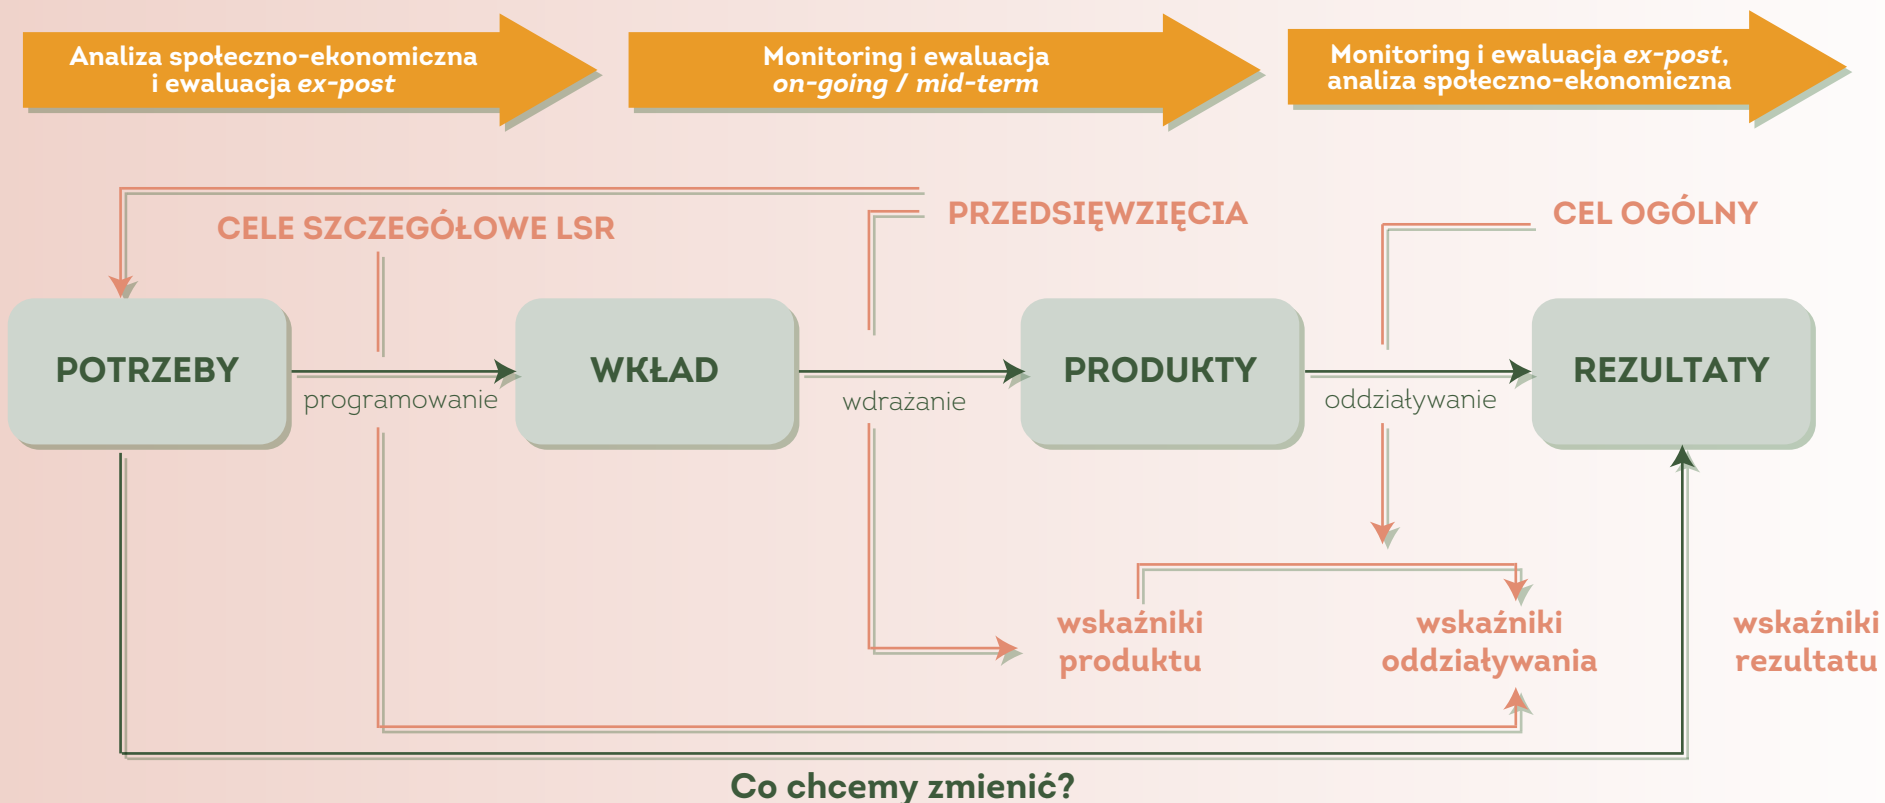 Analiza społeczno-ekonomiczna
i ewaluacja ex-post
Monitoring i ewaluacja
on-going / mid-term
Monitoring i ewaluacja ex-post,
analiza społeczno-ekonomiczna
CELE SZCZEGÓŁOWE LSR
PRZEDSIĘWZIĘCIA
CEL OGÓLNY
POTRZEBY
programowanie
WKŁAD
wdrażanie
PRODUKTY
oddziaływanie
REZULTATY
wskaźniki
produktu
wskaźniki
oddziaływania
wskaźniki
rezultatu
Co chcemy zmienić?